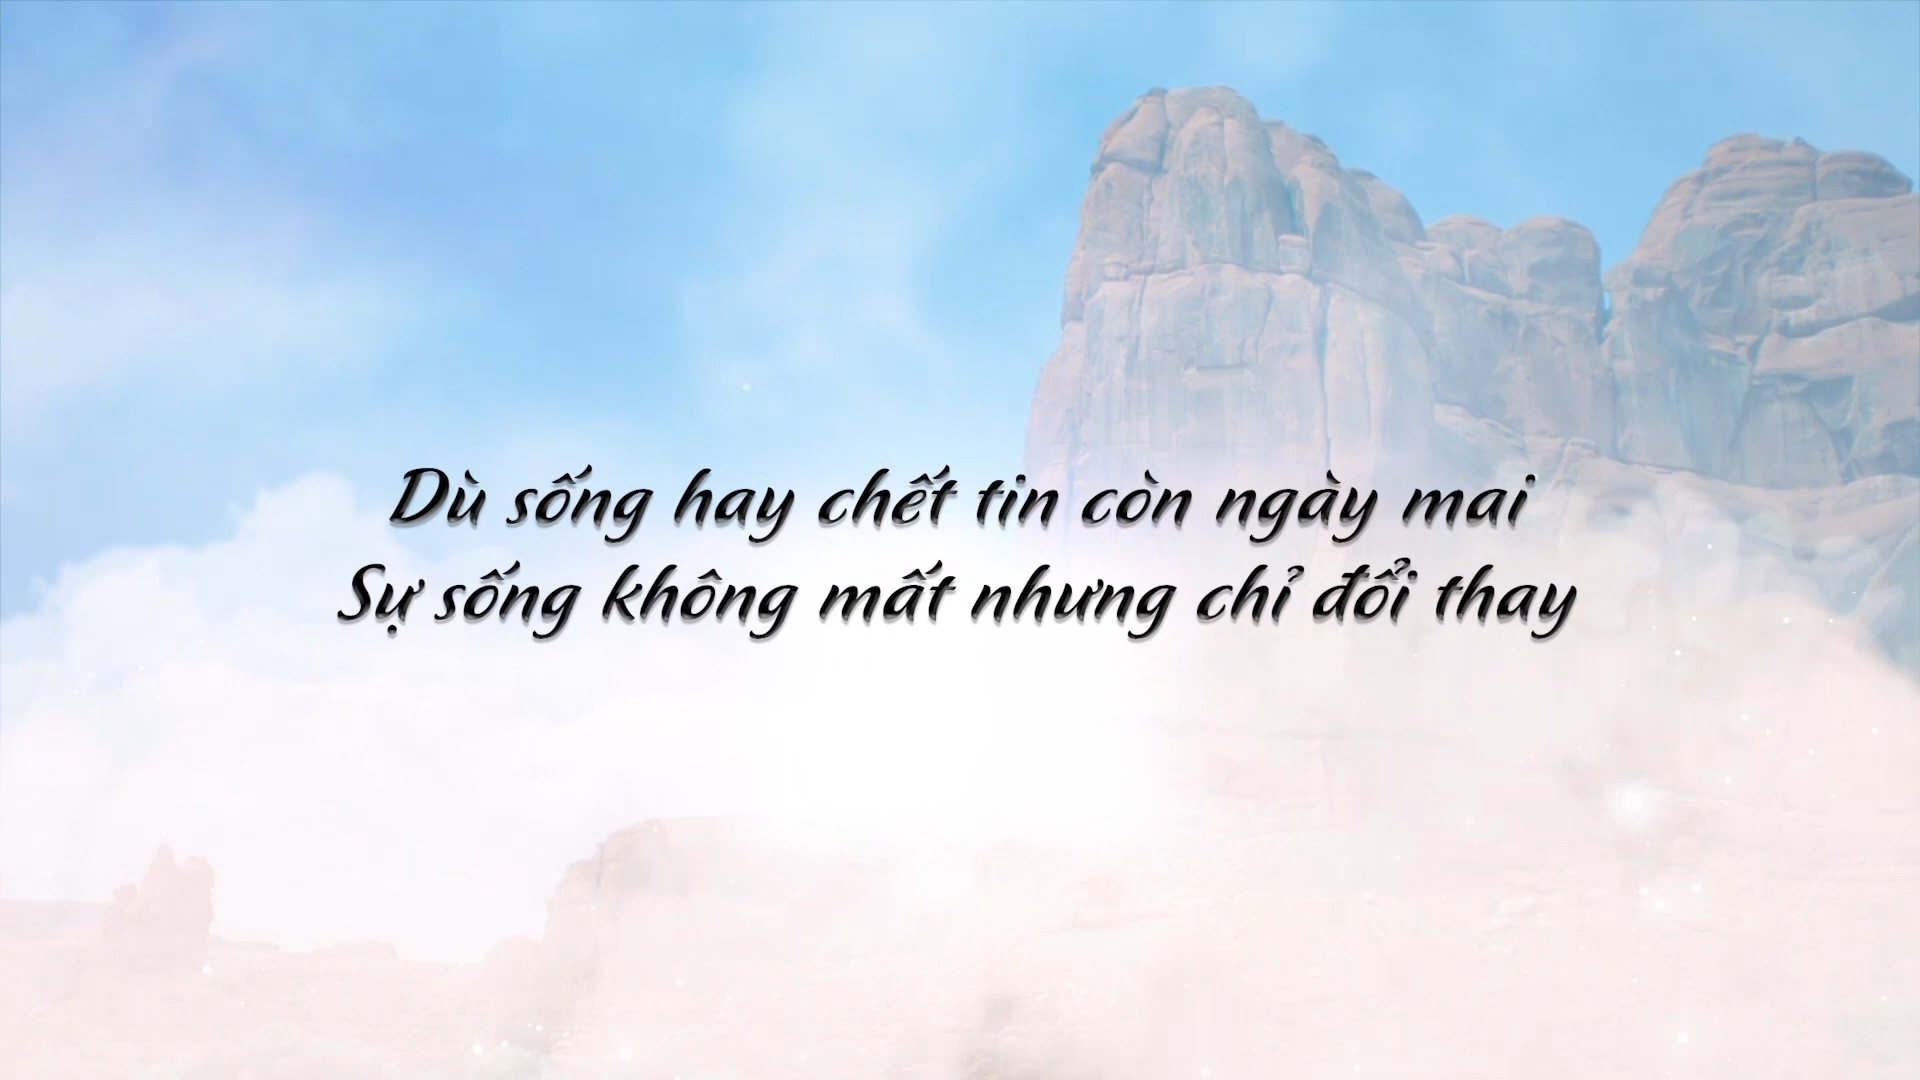 Dù sống hay chết tin còn ngày mai
Sự sống không mất nhưng chỉ đổi thay